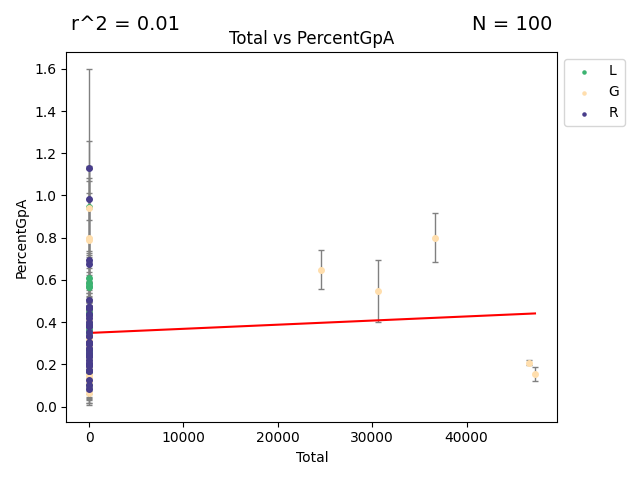 r^2 = 0.01
N = 100
Total vs PercentGpA
L
G
R
1.6
1.4
1.2
1.0
0.8
0.6
0.4
0.2
0.0
PercentGpA
0
10000
20000
30000
40000
Total